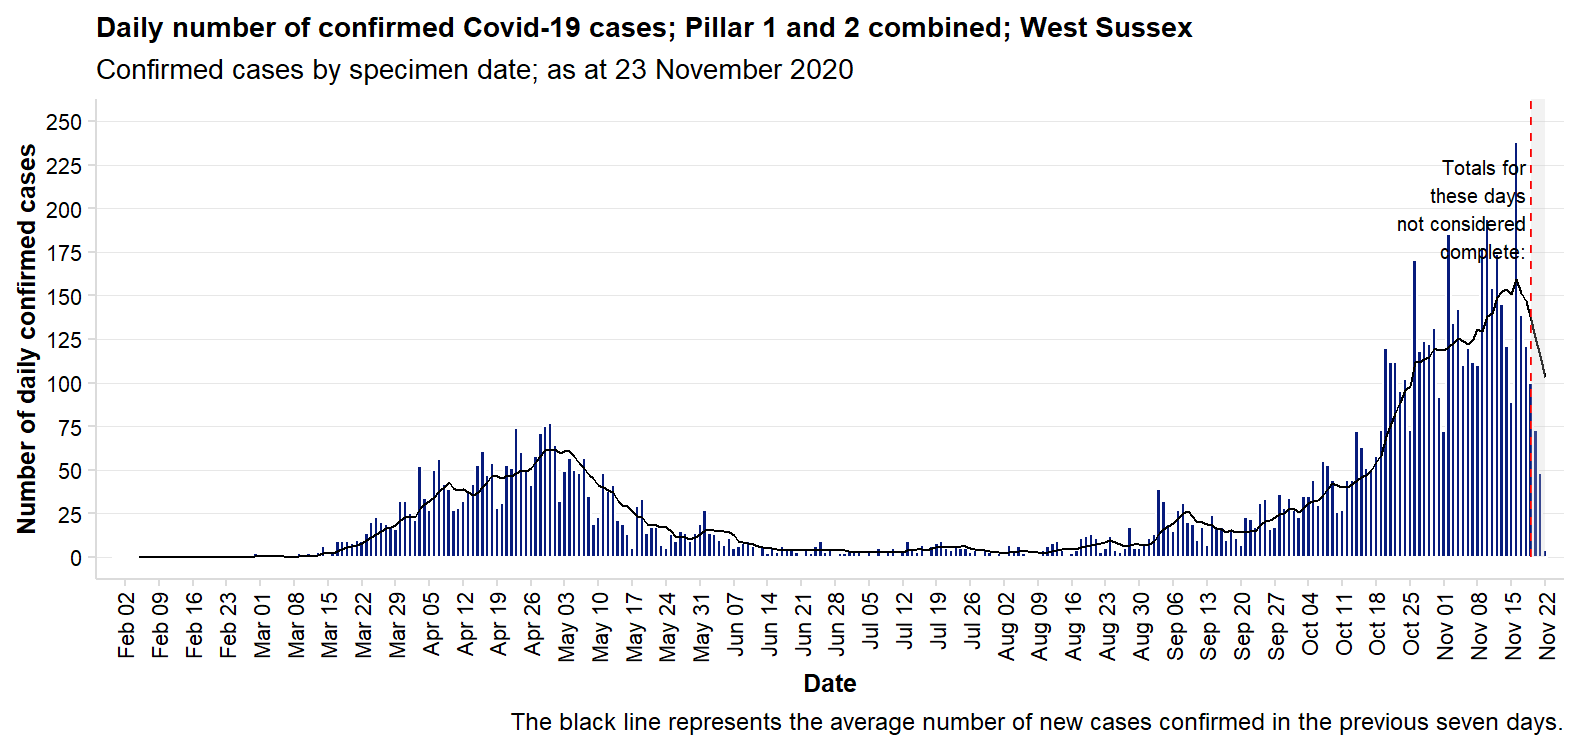 Daily number of confirmed Covid-19 cases; Pillar 1 and 2 combined; West Sussex
Confirmed cases by specimen date; as at 23 November 2020
Number of daily confirmed cases
250
225
200
175
150
125
100
75
50
25
0
Totals for
these days
not considered
complete:
Feb 02
Feb 09
Feb 16
Feb 23
Mar 01
Mar 08
Mar 15
Mar 22
Mar 29
Apr 05
Apr 12
Apr 19
Apr 26
May 03
May 10
May 17
May 24
May 31
Jun 07
Jun 14
Jun 21
Jun 28
Jul 05
Jul 12
Jul 19
Jul 26
Aug 02
Aug 09
Aug 16
Aug 23
Aug 30
Sep 06
Sep 13
Sep 20
Sep 27
Oct 04
Oct 11
Oct 18
Oct 25
Nov 01
Nov 08
Nov 15
Nov 22
Date
The black line represents the average number of new cases confirmed in the previous seven days.